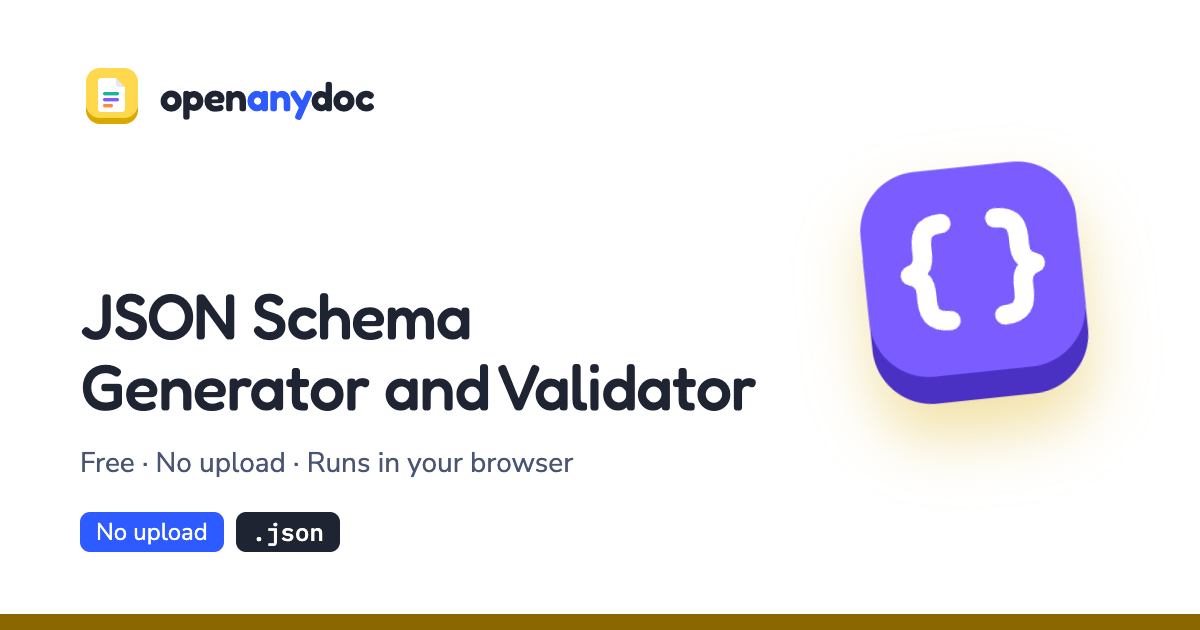 openanydoc
{ }
JSON Schema
Generator and Validator
Free · No upload · Runs in your browser
No upload
.json